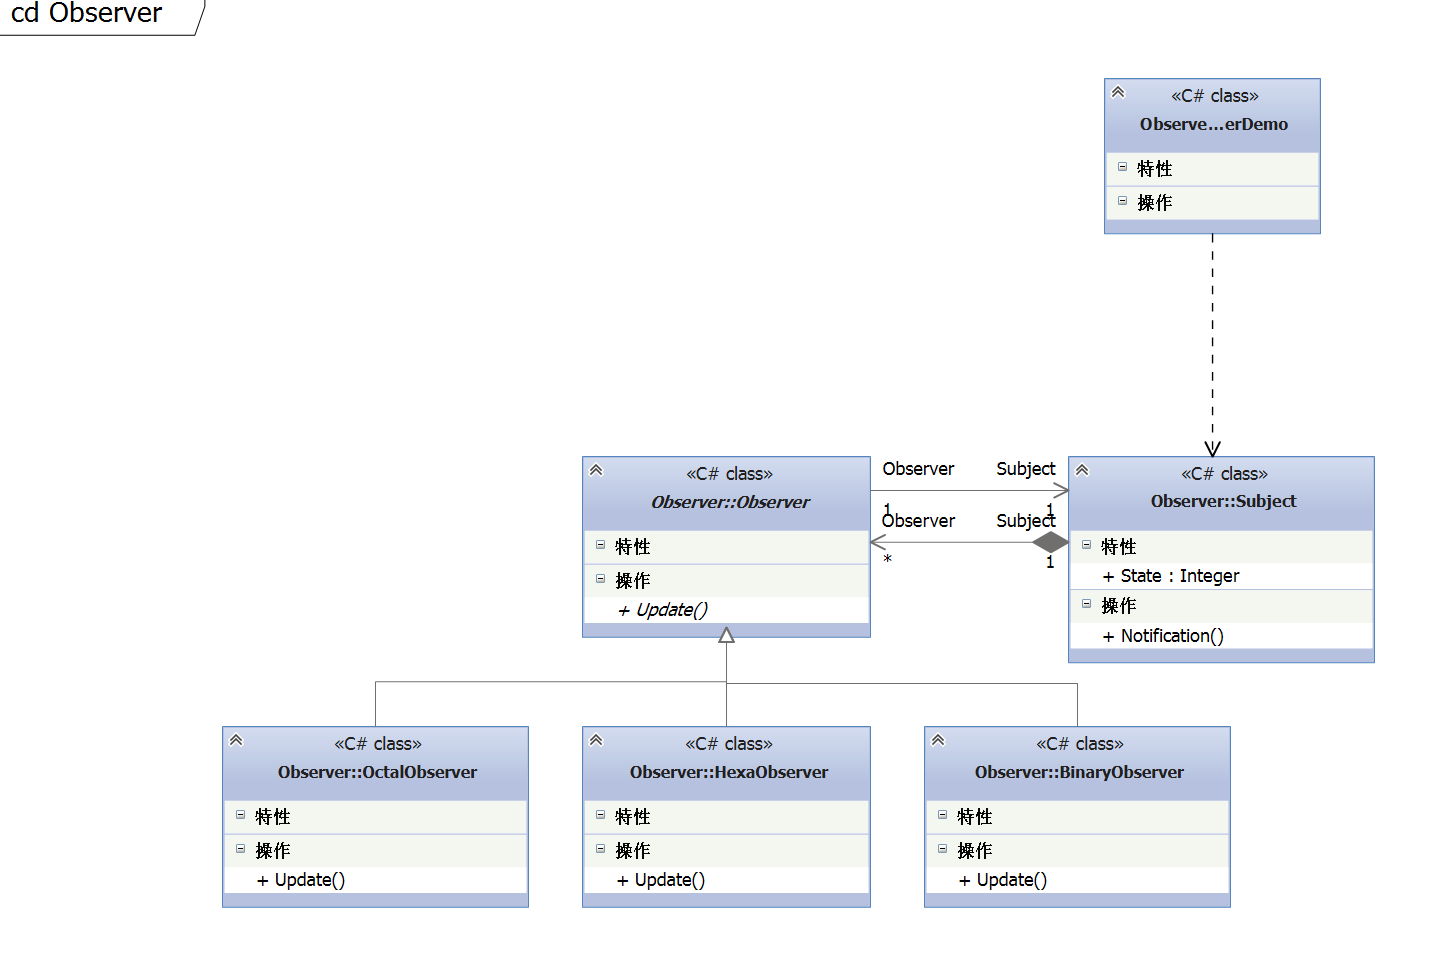 cd Observer
«C# class»
Observe...erDemo
特性
操作
«C# class»
Observer::Observer
特性
操作
+ Update()
Observer Subject
1 1
Observer Subject
* 1
«C# class»
Observer::Subject
特性
+ State : Integer
操作
+ Notification()
«C# class»
Observer::OctalObserver
特性
操作
+ Update()
«C# class»
Observer::HexaObserver
特性
操作
+ Update()
«C# class»
Observer::BinaryObserver
特性
操作
+ Update()